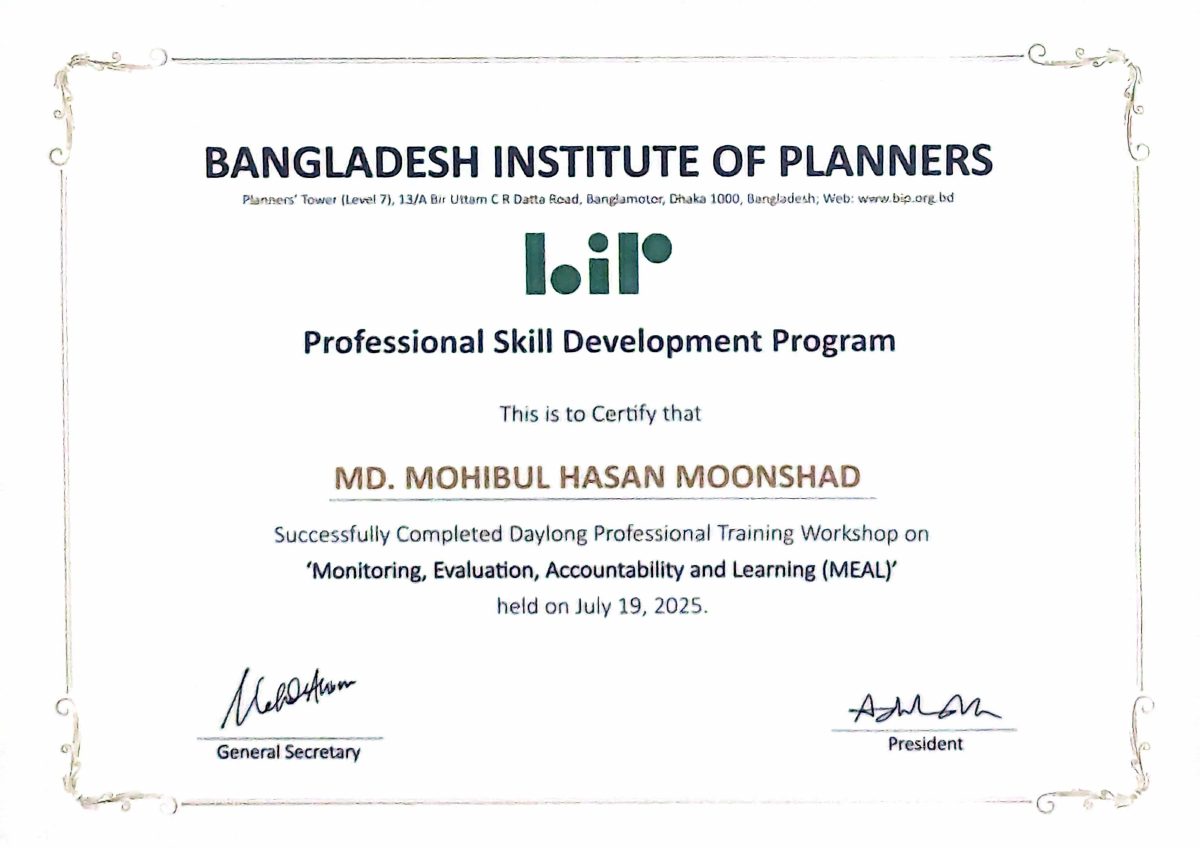 BANGLADESH INSTITUTE OF PLANNERS
Planners' Tower (Level 7), 13/A Bir Uttam C R Datta Road, Banglamotor, Dhaka 1000, Bangladesh; Web: www.bip.org.bd
bip
Professional Skill Development Program
This is to Certify that
MD. MOHIBUL HASAN MOONSHAD
Successfully Completed Daylong Professional Training Workshop on
‘Monitoring, Evaluation, Accountability and Learning (MEAL)’
held on July 19, 2025.
General Secretary
President